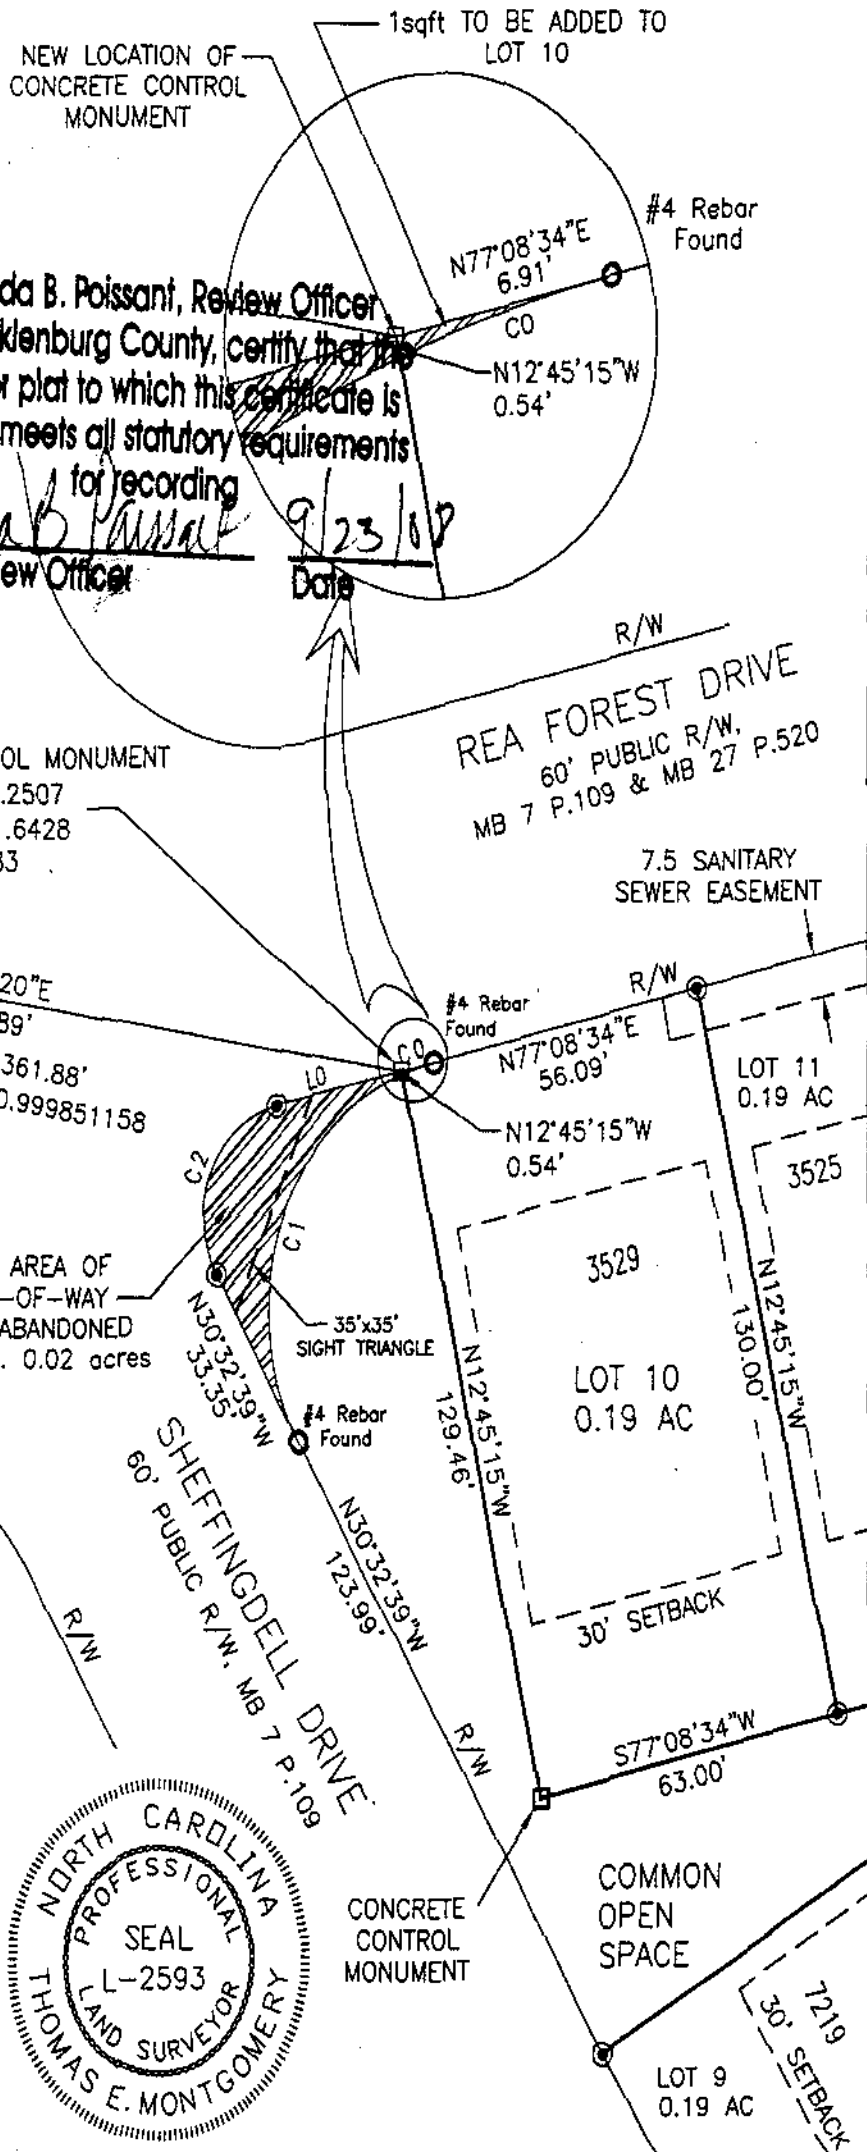 1sqft TO BE ADDED TO
LOT 10
NEW LOCATION OF
CONCRETE CONTROL
MONUMENT
#4 Rebar
Found
N77°08'34"E
6.91'
C0
N12°45'15"W
0.54'
da B. Poissant, Review Officer
klenburg County, certify that the
r plat to which this certificate is
meets all statutory requirements
for recording
a B Poissant 9/23/08
ew Officer Date
R/W
REA FOREST DRIVE
60' PUBLIC R/W,
MB 7 P.109 & MB 27 P.520
OL MONUMENT
.2507
.6428
33
7.5 SANITARY
SEWER EASEMENT
20"E
39'
361.88'
0.999851158
#4 Rebar
Found
R/W
C0
N77°08'34"E
56.09'
LOT 11
0.19 AC
L0
N12°45'15"W
0.54'
C2
C1
3525
3529
AREA OF
-OF-WAY
ABANDONED
. 0.02 acres
35'x35'
SIGHT TRIANGLE
N30°32'39"W
33.35'
#4 Rebar
Found
N12°45'15"W
129.46'
LOT 10
0.19 AC
N12°45'15"W
130.00'
SHEFFINGDELL DRIVE
60' PUBLIC R/W, MB 7 P.109
N30°32'39"W
123.99'
30' SETBACK
R/W
R/W
S77°08'34"W
63.00'
NORTH CAROLINA
PROFESSIONAL
SEAL
L-2593
LAND SURVEYOR
THOMAS E. MONTGOMERY
CONCRETE
CONTROL
MONUMENT
COMMON
OPEN
SPACE
7219
30' SETBACK
LOT 9
0.19 AC